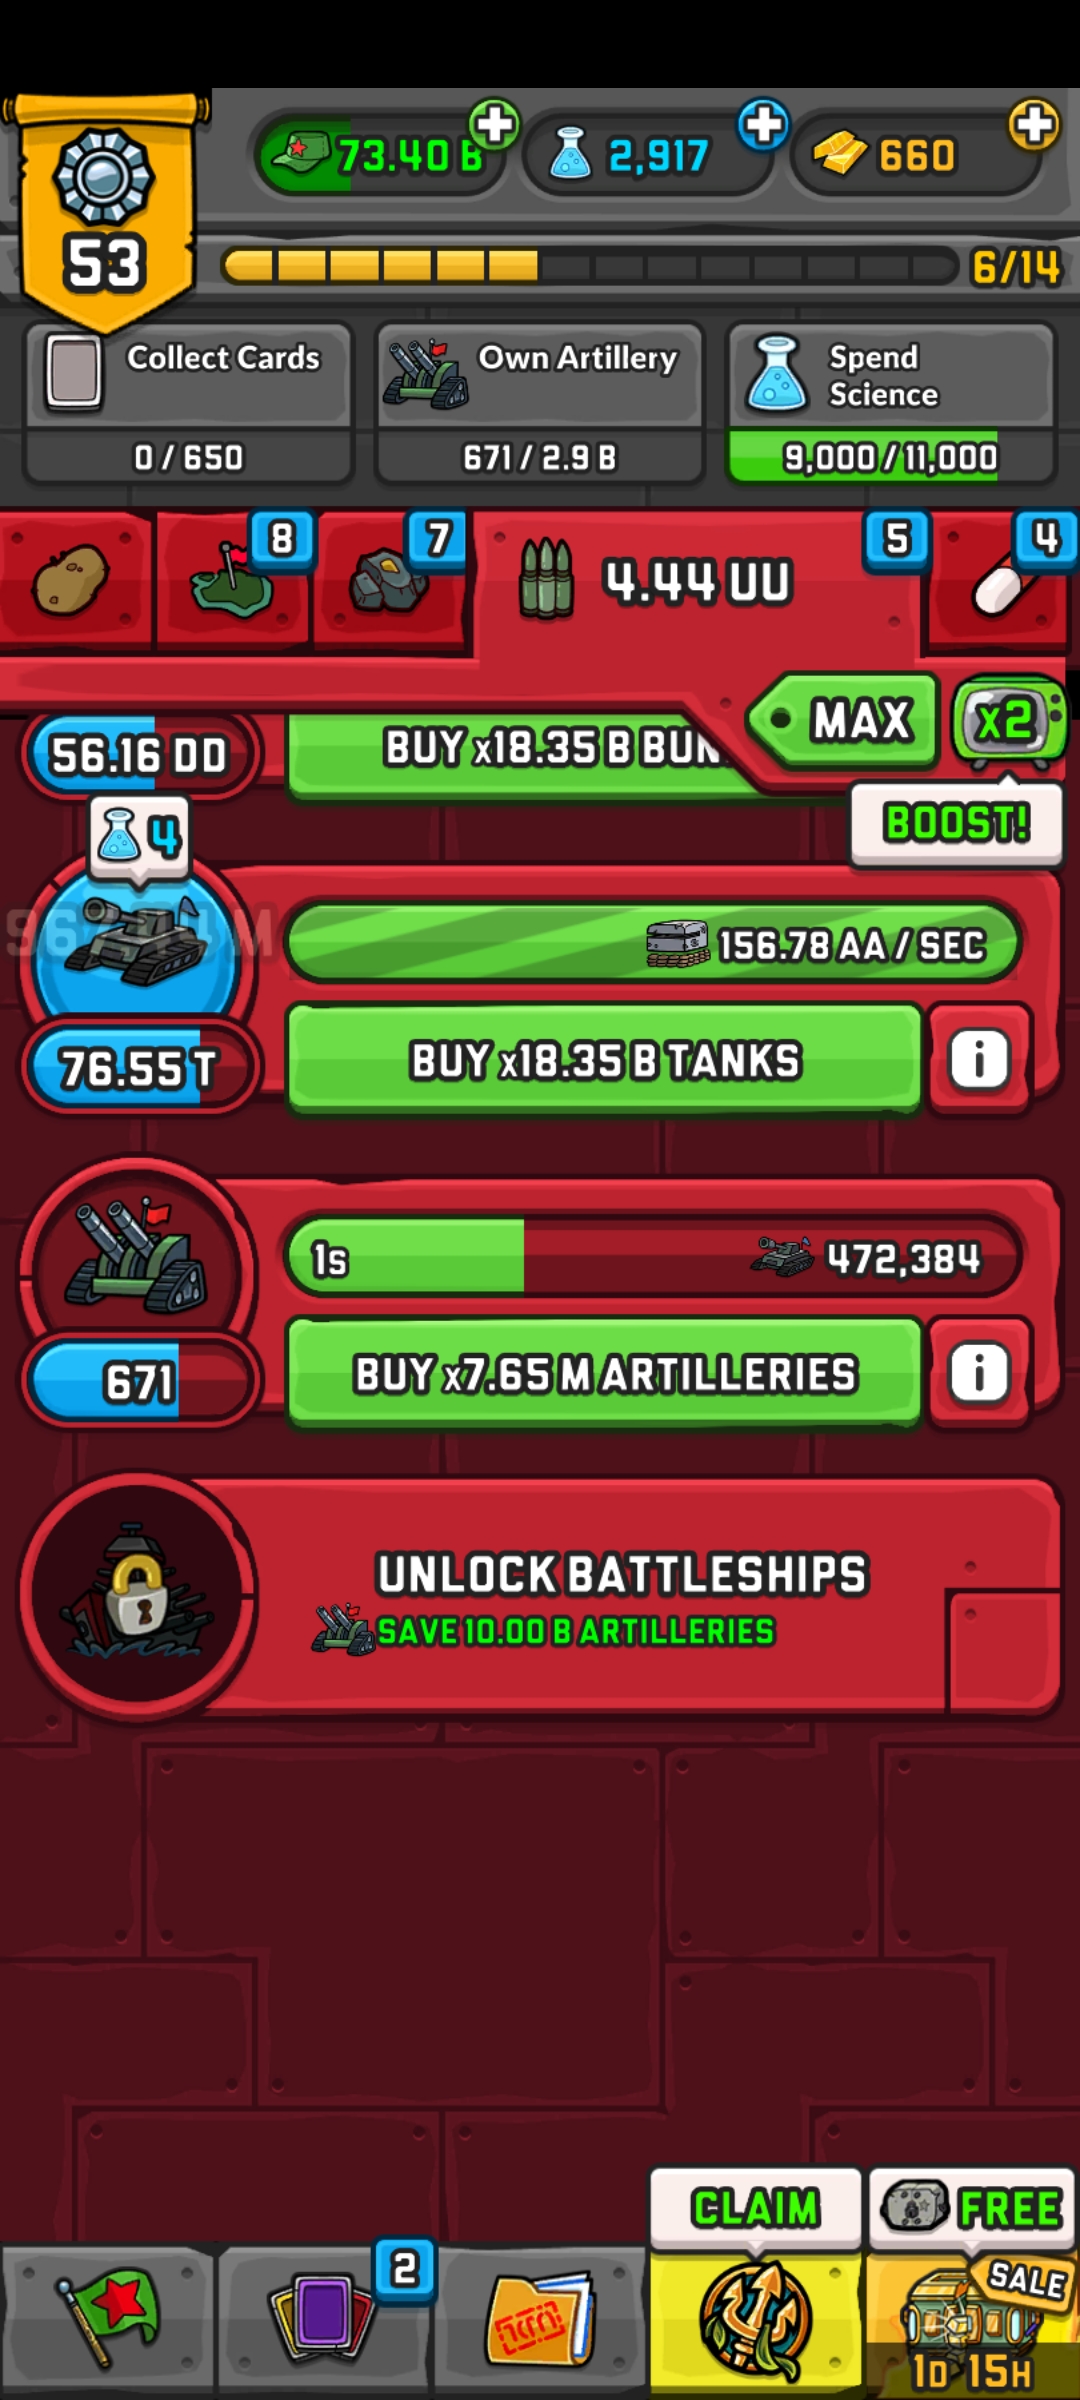 73.40 B
2,917
660
53
6/14
Collect Cards
0 / 650
Own Artillery
671 / 2.9 B
Spend
Science
9,000 / 11,000
8
7
4.44 UU
5
4
MAX
x2
BOOST!
56.16 DD
BUY x18.35 B BUN
4
156.78 AA / SEC
76.55 T
BUY x18.35 B TANKS
i
1s
472,384
671
BUY x7.65 M ARTILLERIES
i
UNLOCK BATTLESHIPS
SAVE 10.00 B ARTILLERIES
CLAIM
FREE
2
SALE
1D 15H